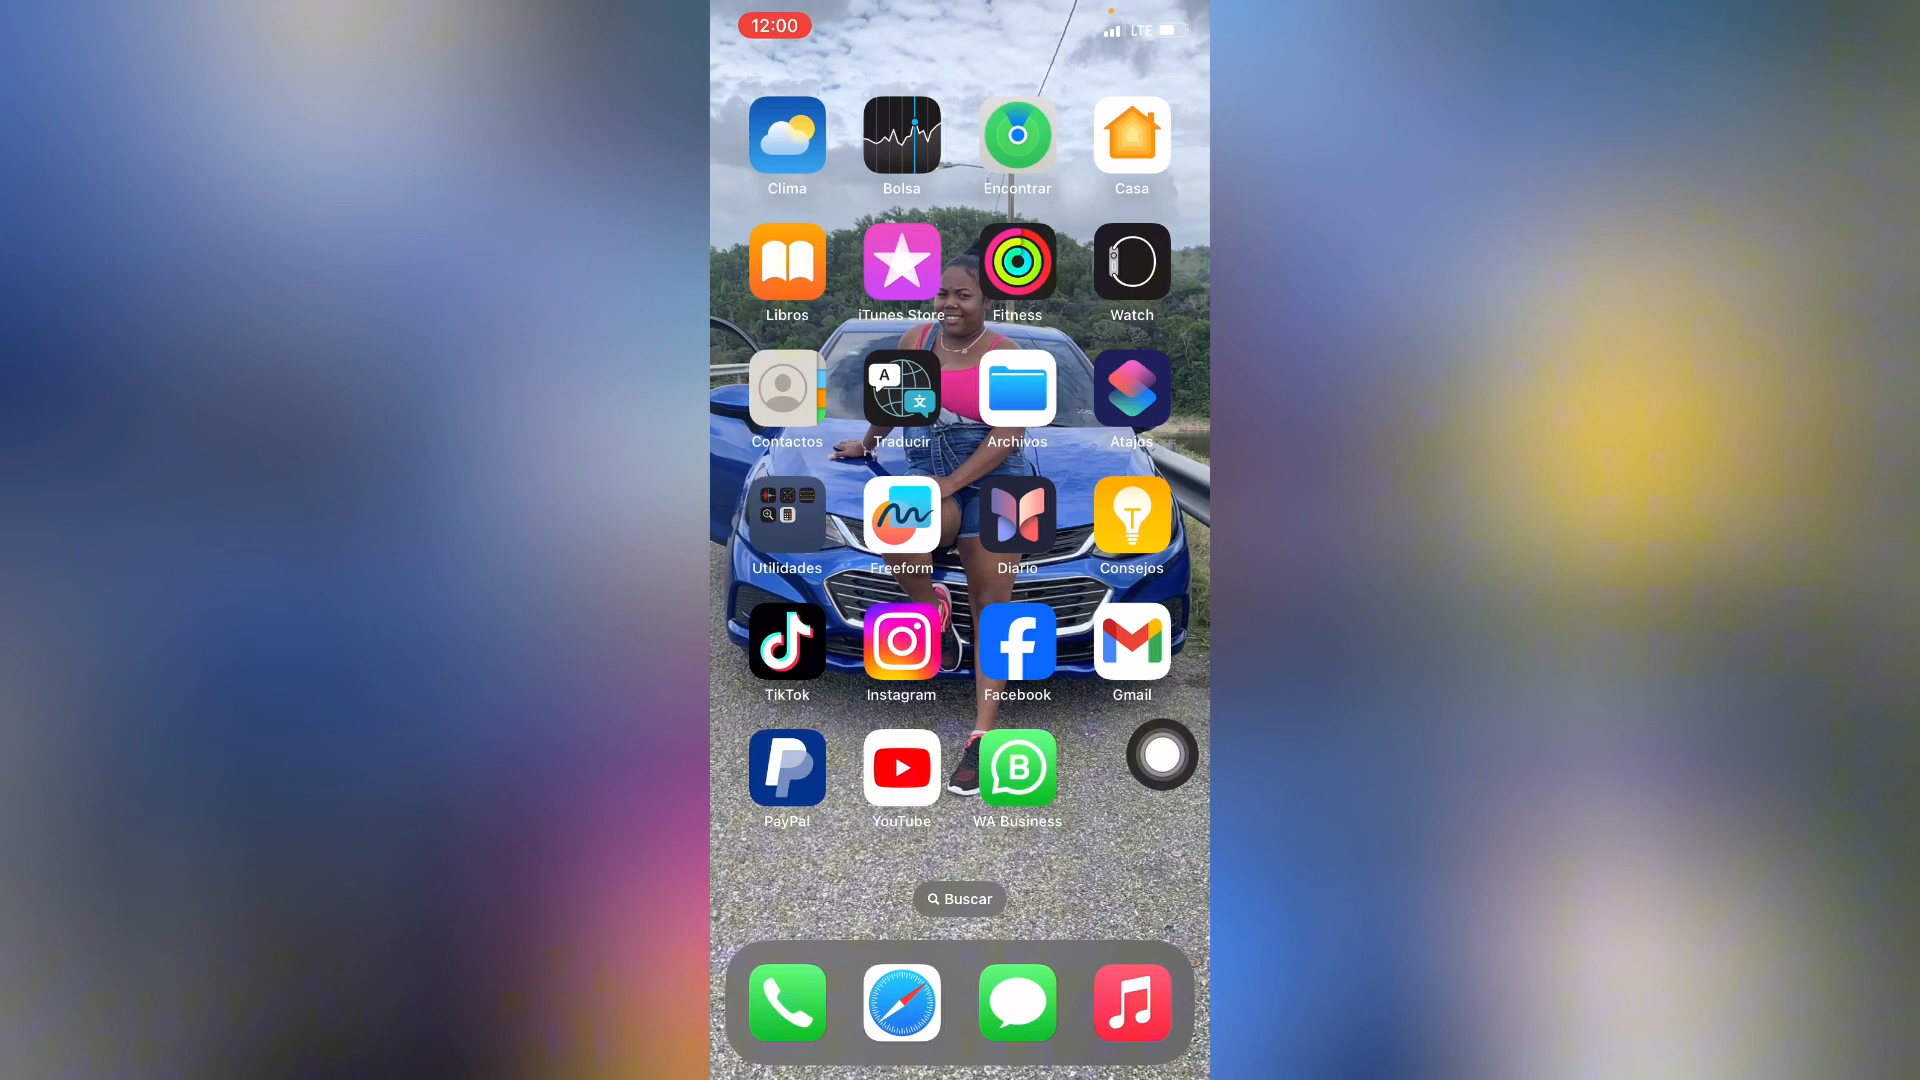 12:00 LTE
Clima Bolsa Encontrar Casa
Libros iTunes Store Fitness Watch
A
文
Contactos Traducir Archivos Atajos
T
Utilidades Freeform Diario Consejos
TikTok Instagram Facebook Gmail
B
PayPal YouTube WA Business
Buscar